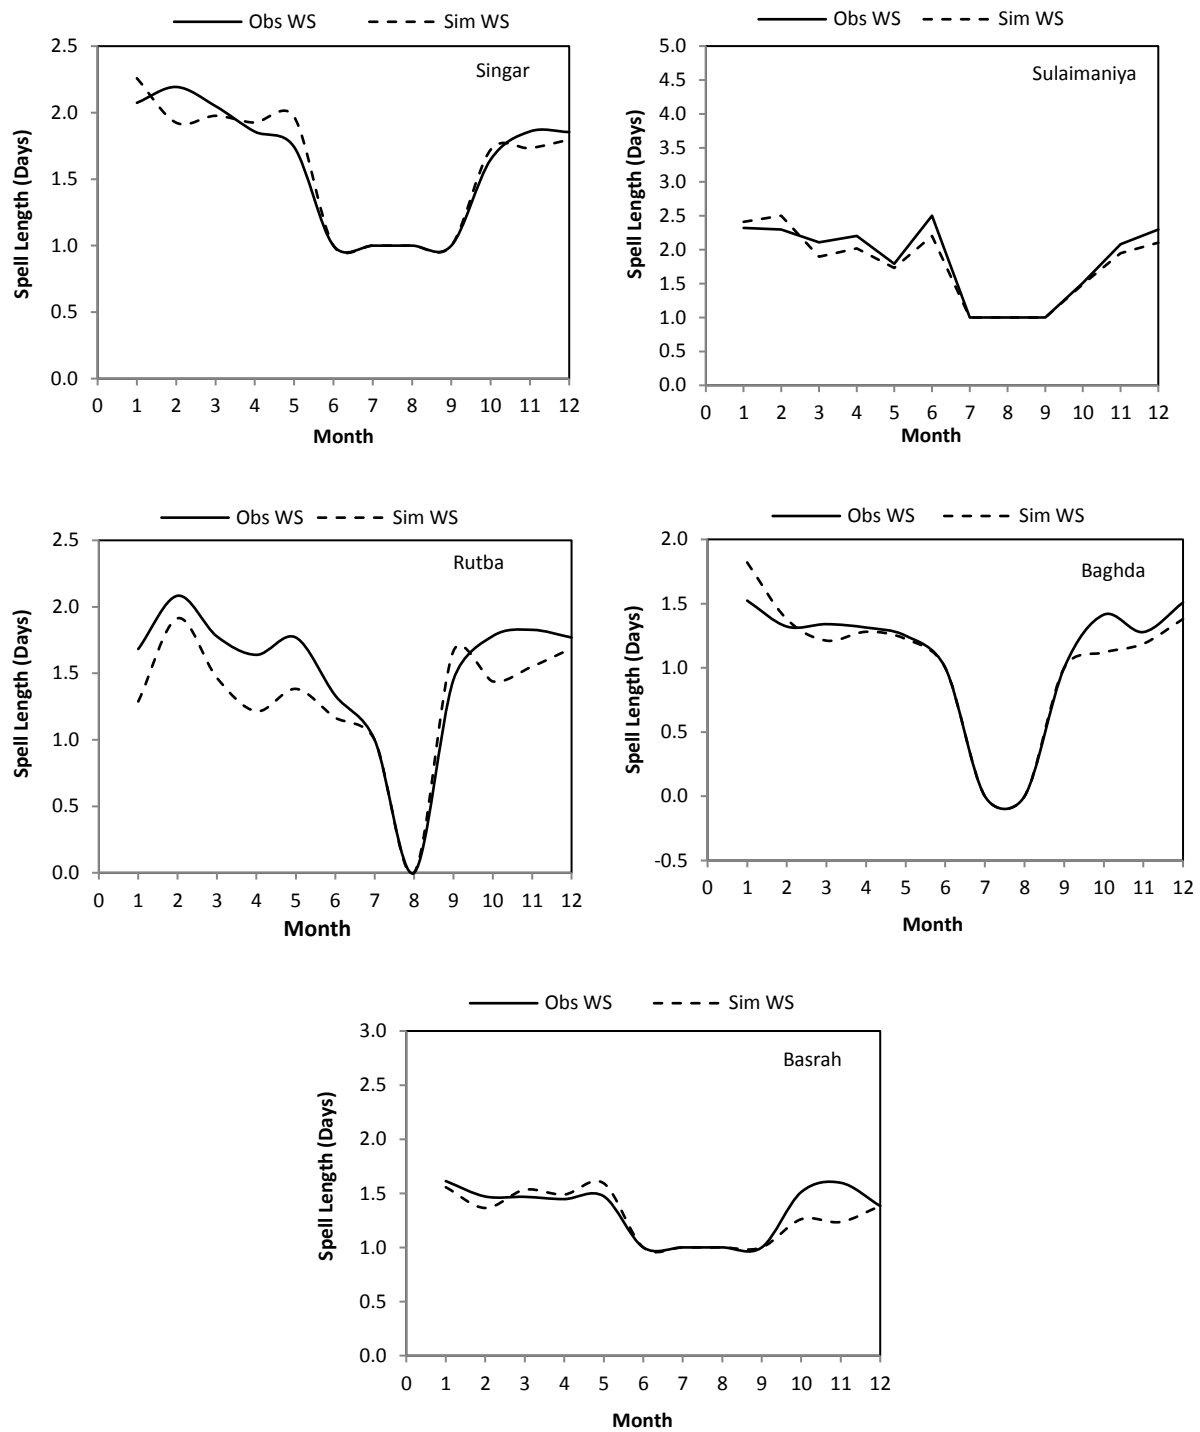 Obs WS Sim WS
Singar
Spell Length (Days)
2.5
2.0
1.5
1.0
0.5
0.0
0 1 2 3 4 5 6 7 8 9 10 11 12
Month
Obs WS Sim WS
Sulaimaniya
Spell Length (Days)
5.0
4.5
4.0
3.5
3.0
2.5
2.0
1.5
1.0
0.5
0.0
0 1 2 3 4 5 6 7 8 9 10 11 12
Month
Obs WS Sim WS
Rutba
Spell Length (Days)
2.5
2.0
1.5
1.0
0.5
0.0
0 1 2 3 4 5 6 7 8 9 10 11 12
Month
Obs WS Sim WS
Baghda
Spell Length (Days)
2.0
1.5
1.0
0.5
0.0
-0.5
0 1 2 3 4 5 6 7 8 9 10 11 12
Month
Obs WS Sim WS
Basrah
Spell Length (Days)
3.0
2.5
2.0
1.5
1.0
0.5
0.0
0 1 2 3 4 5 6 7 8 9 10 11 12
Month